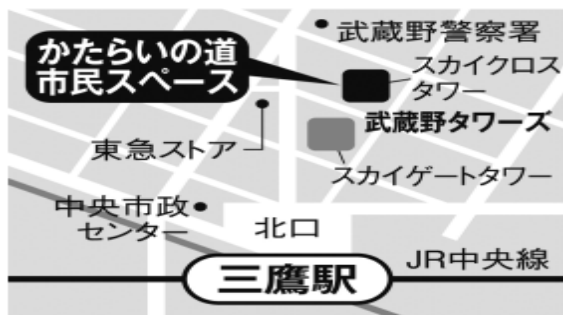 武蔵野警察署
かたらいの道
市民スペース
スカイクロス
タワー
武蔵野タワーズ
東急ストア
スカイゲートタワー
中央市政
センター
北口
JR中央線
三鷹駅